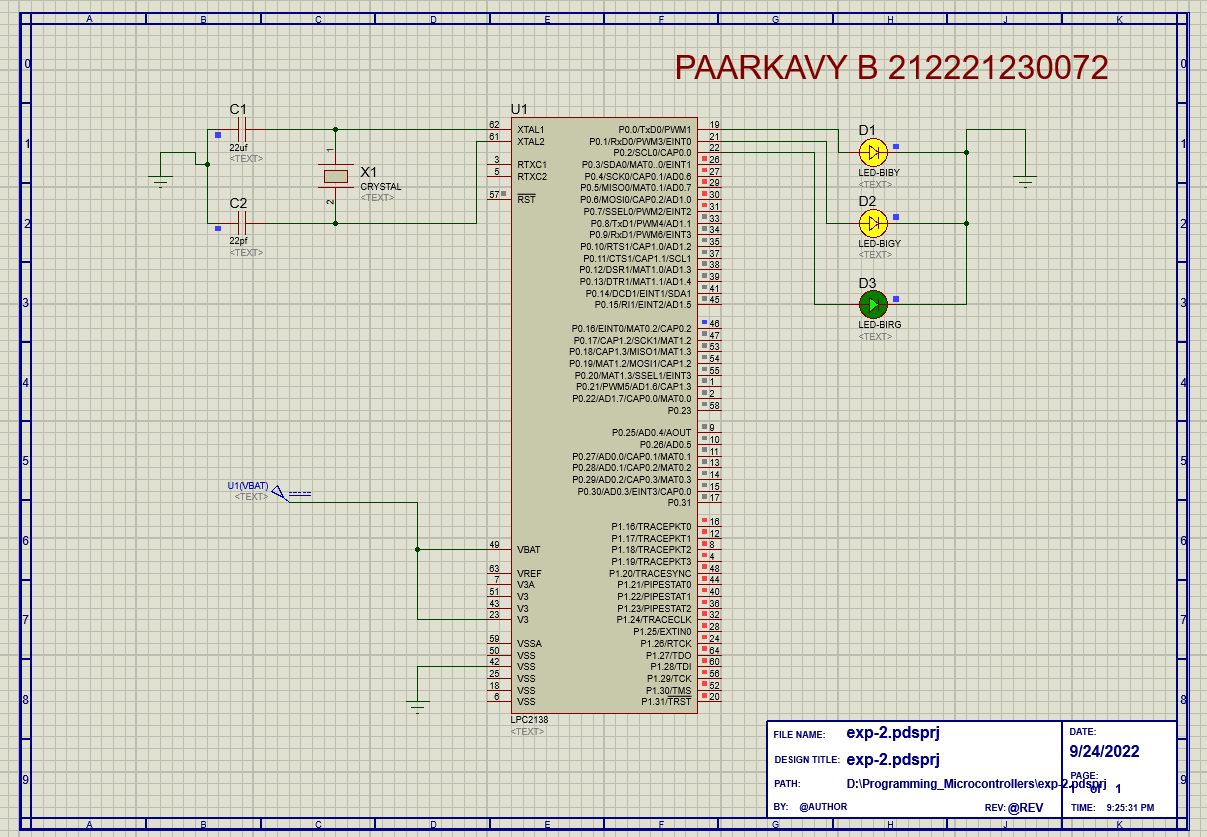 A B C D E F G H J K
0 0
PAARKAVY B 212221230072
1 1
2 2
3 3
4 4
5 5
6 6
7 7
8 8
9 9
C1
22uf
<TEXT>
C2
22pf
<TEXT>
X1
CRYSTAL
<TEXT>
1
2
U1(VBAT)
<TEXT>
U1
62 XTAL1
61 XTAL2
3 RTXC1
5 RTXC2
57 RST
49 VBAT
63 VREF
7 V3A
51 V3
43 V3
23 V3
59 VSSA
50 VSS
42 VSS
25 VSS
18 VSS
6 VSS
P0.0/TxD0/PWM1 19
P0.1/RxD0/PWM3/EINT0 21
P0.2/SCL0/CAP0.0 22
P0.3/SDA0/MAT0..0/EINT1 26
P0.4/SCK0/CAP0.1/AD0.6 27
P0.5/MISO0/MAT0.1/AD0.7 29
P0.6/MOSI0/CAP0.2/AD1.0 30
P0.7/SSEL0/PWM2/EINT2 31
P0.8/TxD1/PWM4/AD1.1 33
P0.9/RxD1/PWM6/EINT3 34
P0.10/RTS1/CAP1.0/AD1.2 35
P0.11/CTS1/CAP1.1/SCL1 37
P0.12/DSR1/MAT1.0/AD1.3 38
P0.13/DTR1/MAT1.1/AD1.4 39
P0.14/DCD1/EINT1/SDA1 41
P0.15/RI1/EINT2/AD1.5 45
P0.16/EINT0/MAT0.2/CAP0.2 46
P0.17/CAP1.2/SCK1/MAT1.2 47
P0.18/CAP1.3/MISO1/MAT1.3 53
P0.19/MAT1.2/MOSI1/CAP1.2 54
P0.20/MAT1.3/SSEL1/EINT3 55
P0.21/PWM5/AD1.6/CAP1.3 1
P0.22/AD1.7/CAP0.0/MAT0.0 2
P0.23 58
P0.25/AD0.4/AOUT 9
P0.26/AD0.5 10
P0.27/AD0.0/CAP0.1/MAT0.1 11
P0.28/AD0.1/CAP0.2/MAT0.2 13
P0.29/AD0.2/CAP0.3/MAT0.3 14
P0.30/AD0.3/EINT3/CAP0.0 15
P0.31 17
P1.16/TRACEPKT0 16
P1.17/TRACEPKT1 12
P1.18/TRACEPKT2 8
P1.19/TRACEPKT3 4
P1.20/TRACESYNC 48
P1.21/PIPESTAT0 44
P1.22/PIPESTAT1 40
P1.23/PIPESTAT2 36
P1.24/TRACECLK 32
P1.25/EXTIN0 28
P1.26/RTCK 24
P1.27/TDO 64
P1.28/TDI 60
P1.29/TCK 56
P1.30/TMS 52
P1.31/TRST 20
LPC2138
<TEXT>
D1
LED-BIBY
<TEXT>
D2
LED-BIGY
<TEXT>
D3
LED-BIRG
<TEXT>
FILE NAME: exp-2.pdsprj
DESIGN TITLE: exp-2.pdsprj
PATH: D:\Programming_Microcontrollers\exp-2.pdsprj
BY: @AUTHOR REV: @REV
DATE:
9/24/2022
PAGE:
1 of 1
TIME: 9:25:31 PM
A B C D E F G H J K